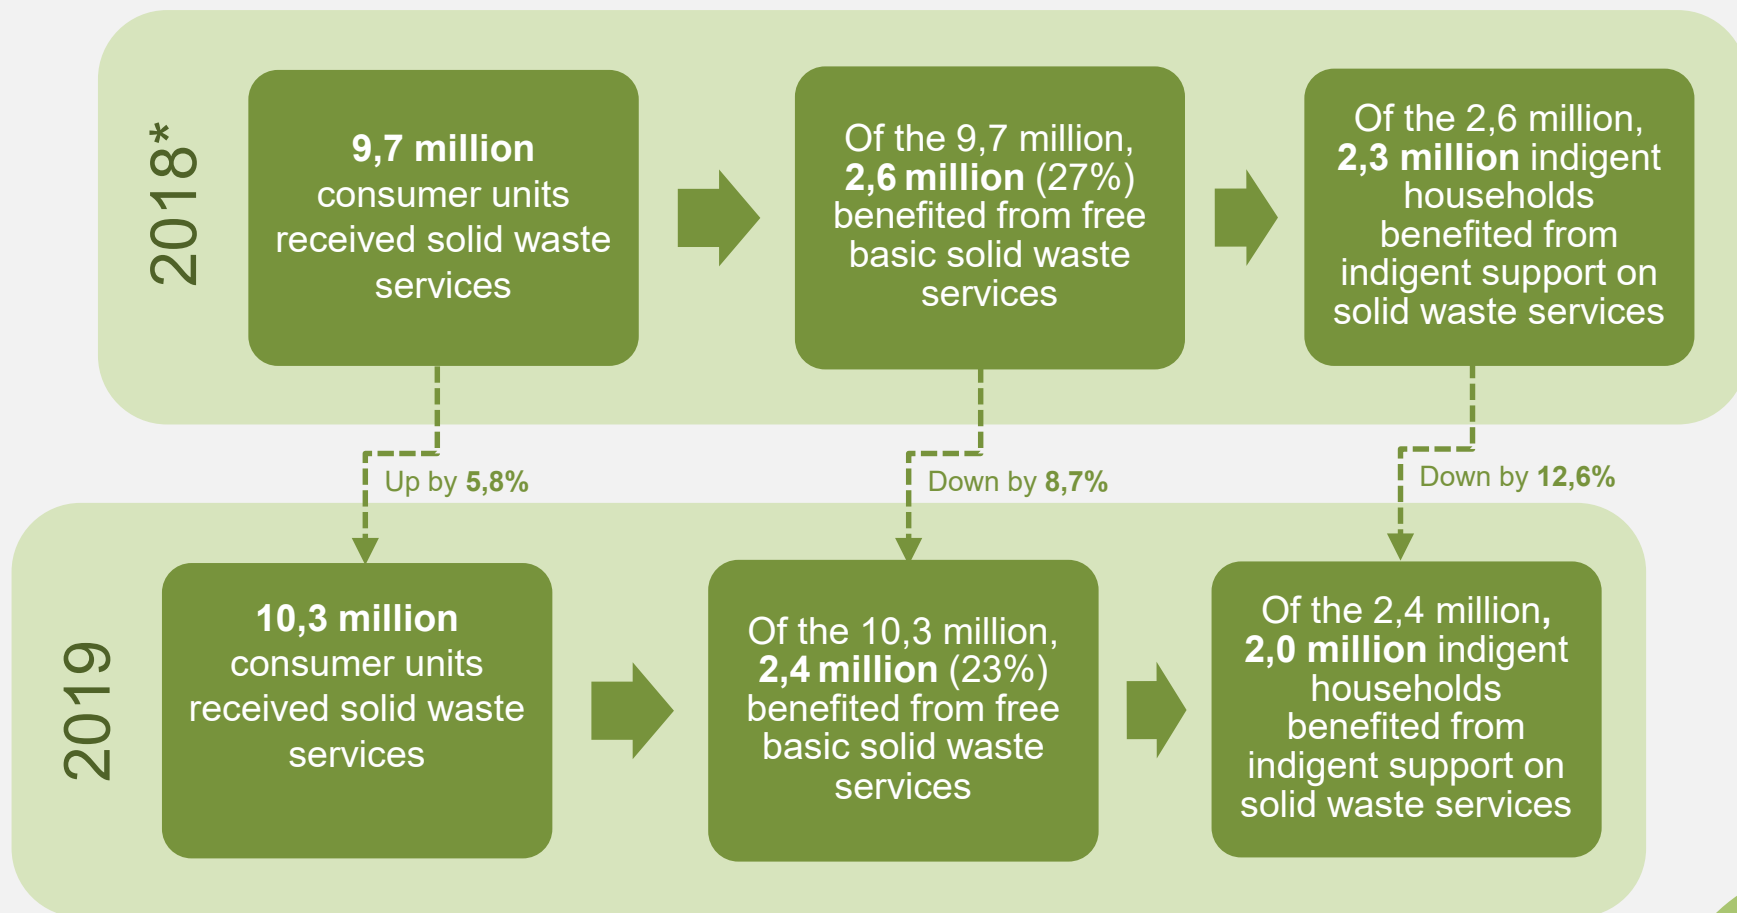 2018*
9,7 million
consumer units
received solid waste
services
Of the 9,7 million,
2,6 million (27%)
benefited from free
basic solid waste
services
Of the 2,6 million,
2,3 million indigent
households
benefited from
indigent support on
solid waste services
Up by 5,8%
Down by 8,7%
Down by 12,6%
2019
10,3 million
consumer units
received solid waste
services
Of the 10,3 million,
2,4 million (23%)
benefited from free
basic solid waste
services
Of the 2,4 million,
2,0 million indigent
households
benefited from
indigent support on
solid waste services